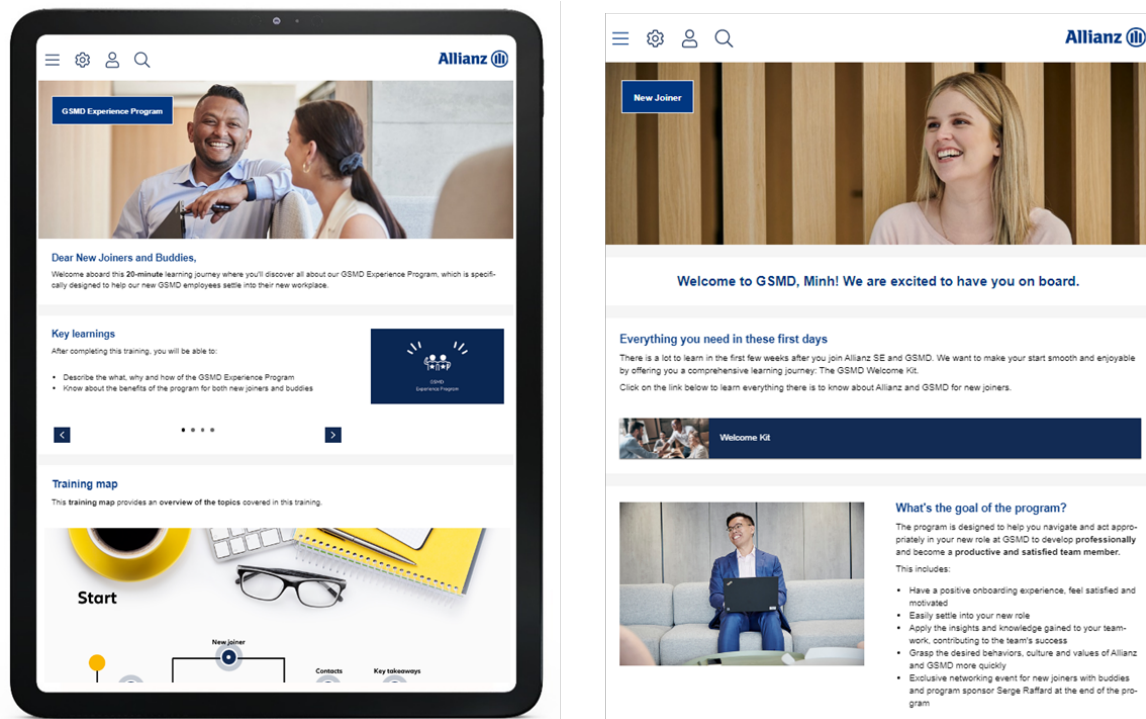 Allianz
GSMD Experience Program
Dear New Joiners and Buddies,
Welcome aboard this 20-minute learning journey where you'll discover all about our GSMD Experience Program, which is specifi-
cally designed to help our new GSMD employees settle into their new workplace.
Key learnings
After completing this training, you will be able to:
• Describe the what, why and how of the GSMD Experience Program
• Know about the benefits of the program for both new joiners and buddies
GSMD
Experience Program
Training map
This training map provides an overview of the topics covered in this training.
Start
New joiner
Contacts
Key takeaways
Allianz
New Joiner
Welcome to GSMD, Minh! We are excited to have you on board.
Everything you need in these first days
There is a lot to learn in the first few weeks after you join Allianz SE and GSMD. We want to make your start smooth and enjoyable
by offering you a comprehensive learning journey: The GSMD Welcome Kit.
Click on the link below to learn everything there is to know about Allianz and GSMD for new joiners.
Welcome Kit
What's the goal of the program?
The program is designed to help you navigate and act appro-
priately in your new role at GSMD to develop professionally
and become a productive and satisfied team member.
This includes:
• Have a positive onboarding experience, feel satisfied and
motivated
• Easily settle into your new role
• Apply the insights and knowledge gained to your team-
work, contributing to the team's success
• Grasp the desired behaviors, culture and values of Allianz
and GSMD more quickly
• Exclusive networking event for new joiners with buddies
and program sponsor Serge Raffard at the end of the pro-
gram